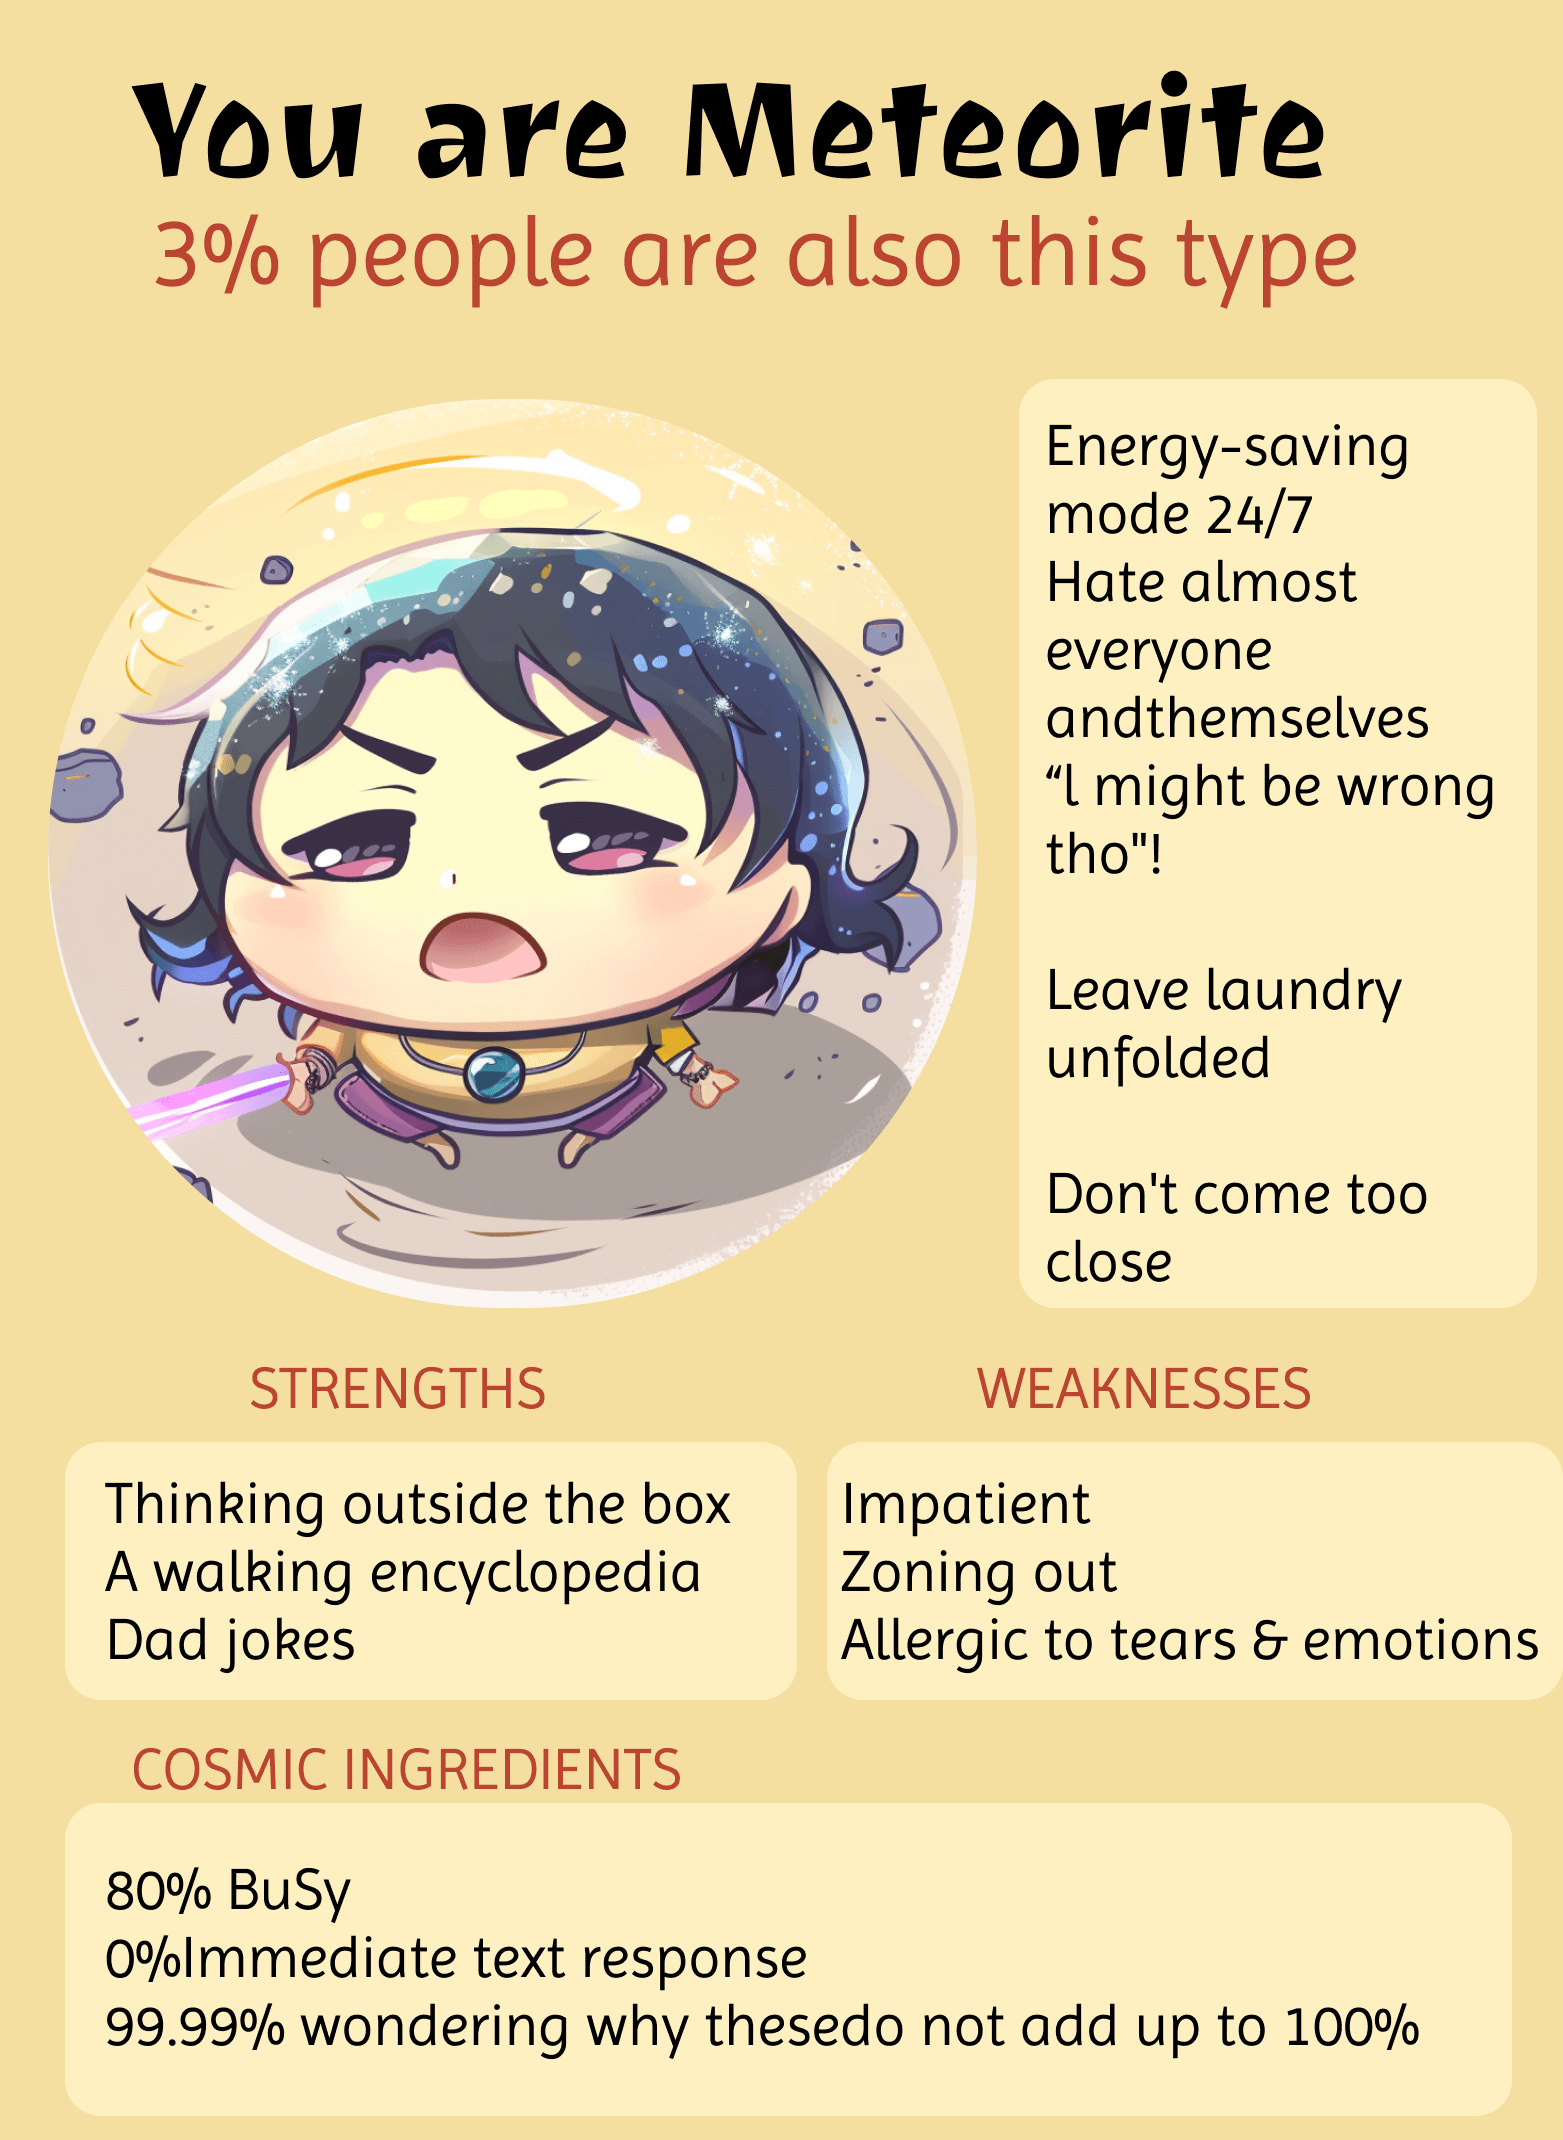 You are Meteorite
3% people are also this type
Energy-saving
mode 24/7
Hate almost
everyone
andthemselves
“l might be wrong
tho"!
Leave laundry
unfolded
Don't come too
close
STRENGTHS
Thinking outside the box
A walking encyclopedia
Dad jokes
WEAKNESSES
Impatient
Zoning out
Allergic to tears & emotions
COSMIC INGREDIENTS
80% BuSy
0%Immediate text response
99.99% wondering why thesedo not add up to 100%